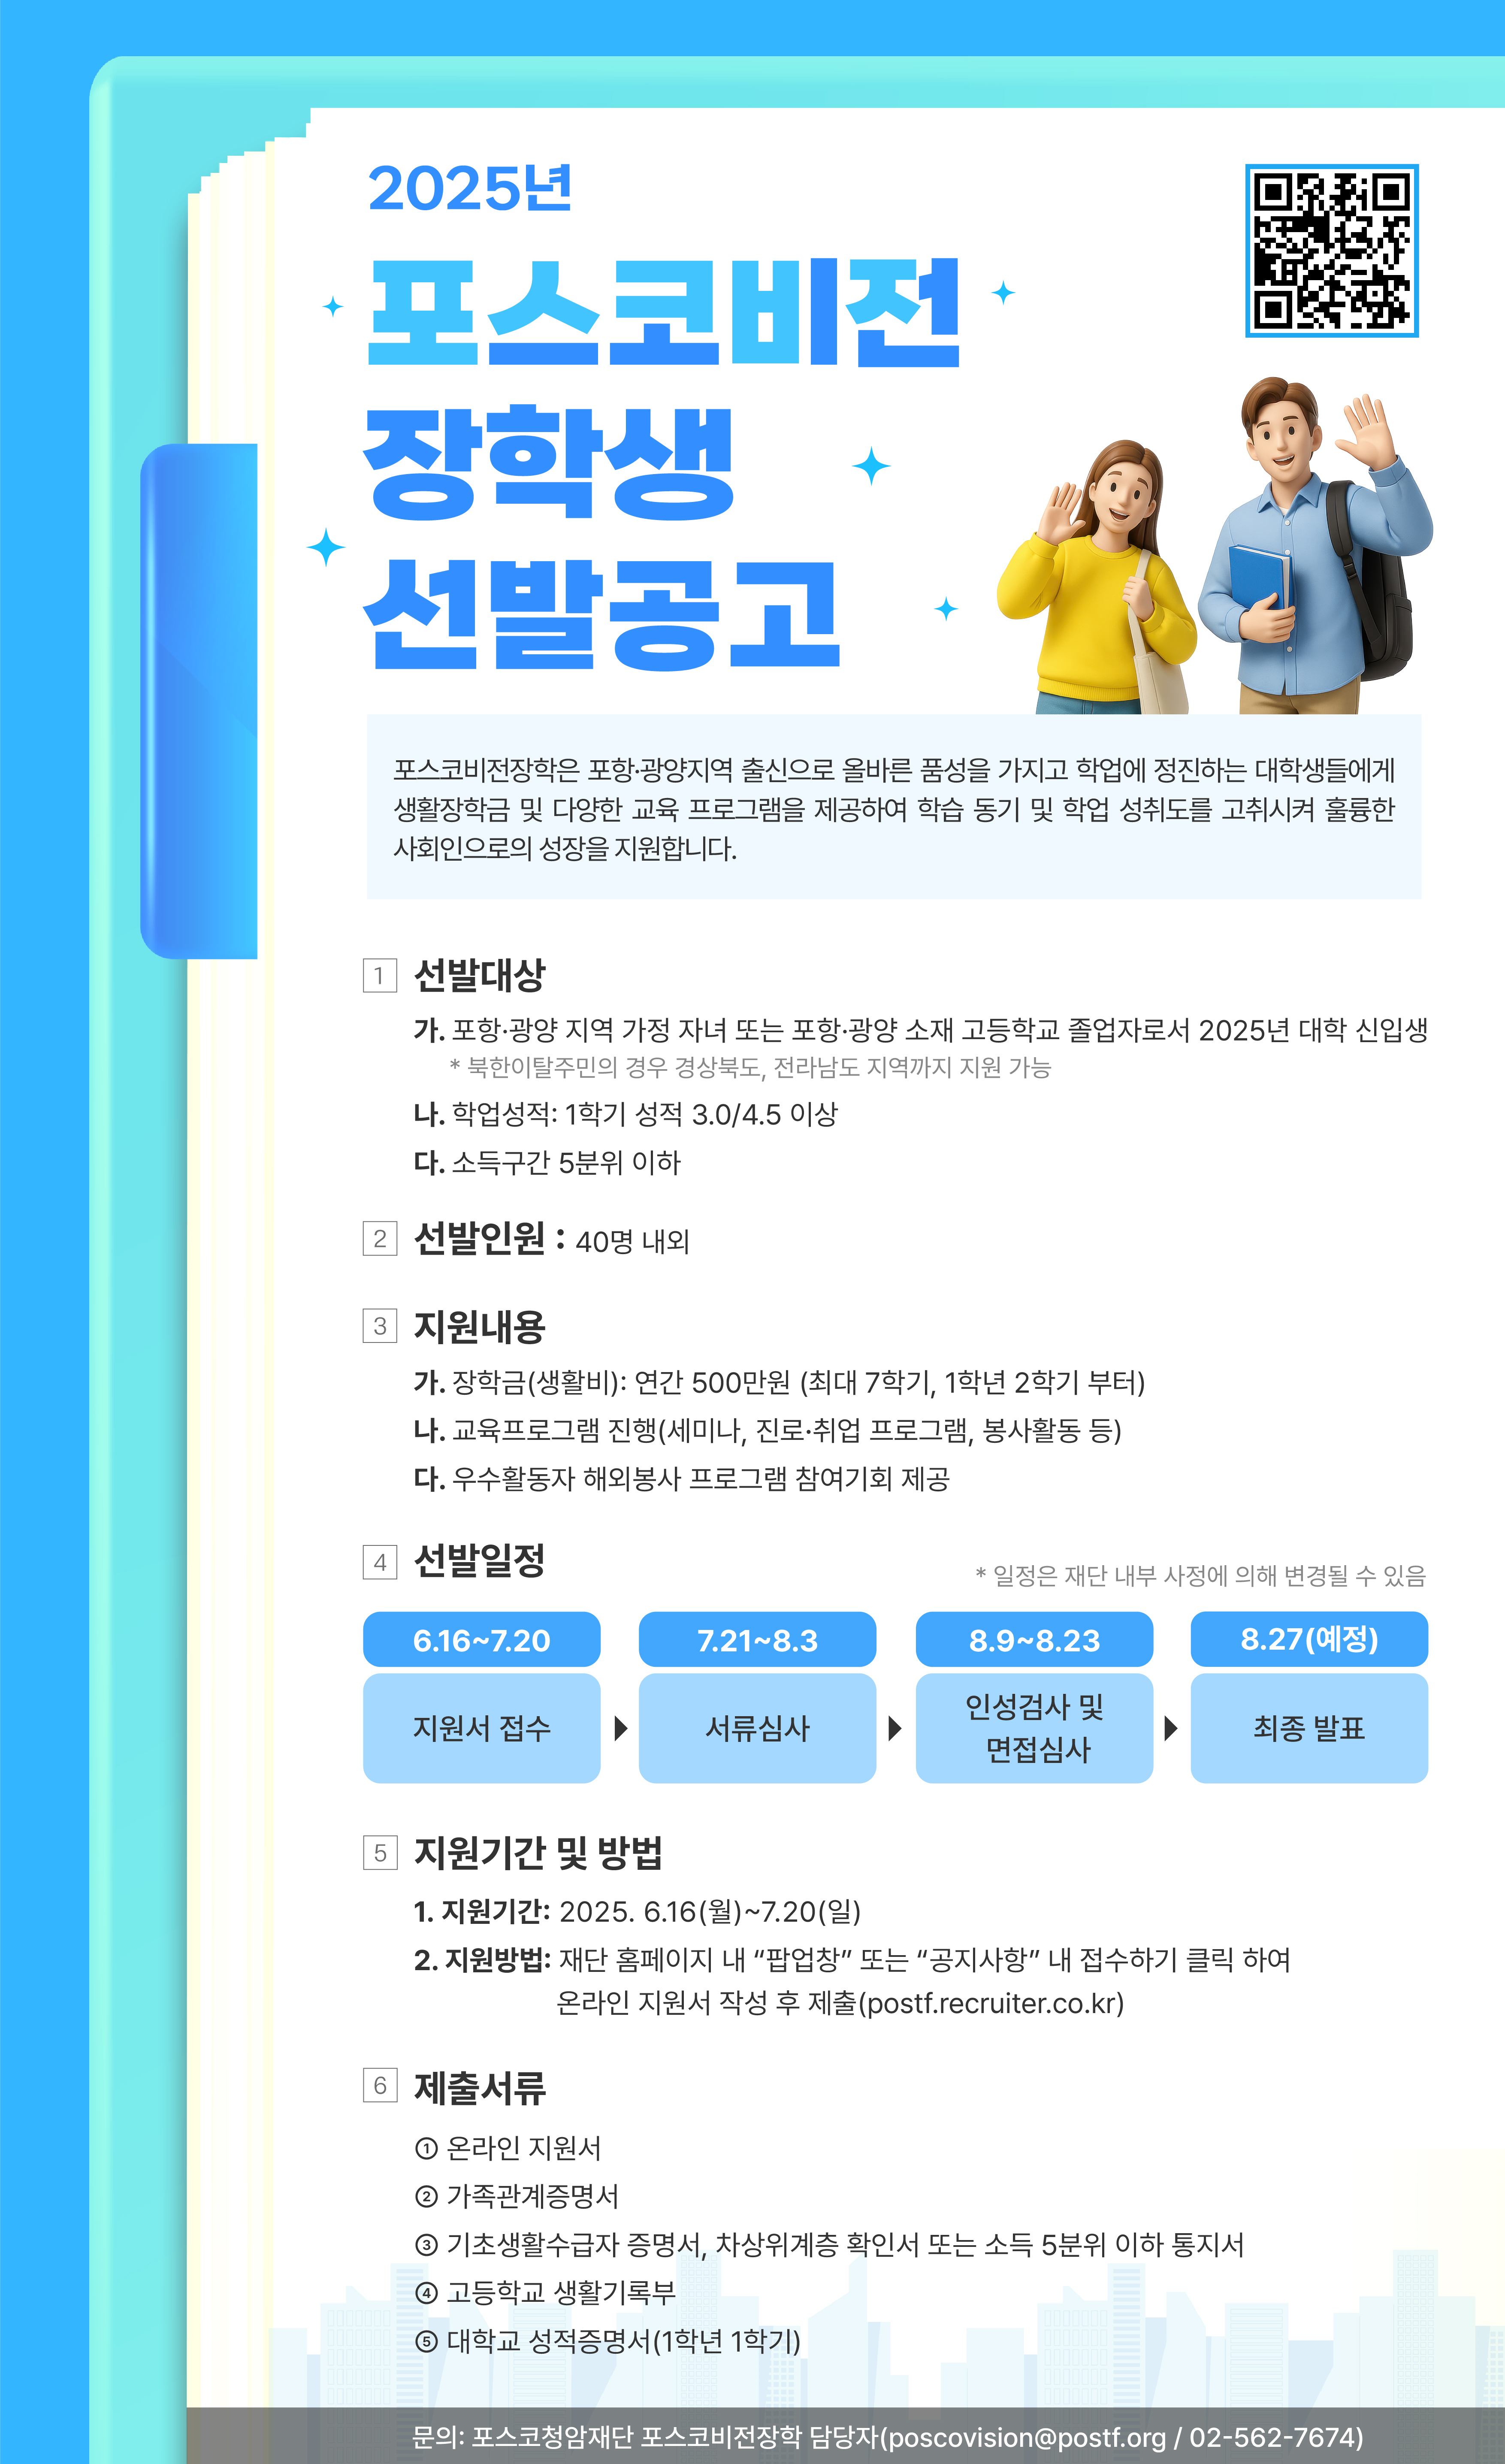 2025년
포스코비전
장학생
선발공고
포스코비전장학은 포항·광양지역 출신으로 올바른 품성을 가지고 학업에 정진하는 대학생들에게
생활장학금 및 다양한 교육 프로그램을 제공하여 학습 동기 및 학업 성취도를 고취시켜 훌륭한
사회인으로의 성장을 지원합니다.
1 선발대상
가. 포항·광양 지역 가정 자녀 또는 포항·광양 소재 고등학교 졸업자로서 2025년 대학 신입생
* 북한이탈주민의 경우 경상북도, 전라남도 지역까지 지원 가능
나. 학업성적: 1학기 성적 3.0/4.5 이상
다. 소득구간 5분위 이하
2 선발인원 : 40명 내외
3 지원내용
가. 장학금(생활비): 연간 500만원 (최대 7학기, 1학년 2학기 부터)
나. 교육프로그램 진행(세미나, 진로·취업 프로그램, 봉사활동 등)
다. 우수활동자 해외봉사 프로그램 참여기회 제공
4 선발일정
* 일정은 재단 내부 사정에 의해 변경될 수 있음
6.16~7.20
지원서 접수
7.21~8.3
서류심사
8.9~8.23
인성검사 및
면접심사
8.27(예정)
최종 발표
5 지원기간 및 방법
1. 지원기간: 2025. 6.16(월)~7.20(일)
2. 지원방법: 재단 홈페이지 내 “팝업창” 또는 “공지사항” 내 접수하기 클릭 하여
온라인 지원서 작성 후 제출(postf.recruiter.co.kr)
6 제출서류
① 온라인 지원서
② 가족관계증명서
③ 기초생활수급자 증명서, 차상위계층 확인서 또는 소득 5분위 이하 통지서
④ 고등학교 생활기록부
⑤ 대학교 성적증명서(1학년 1학기)
문의: 포스코청암재단 포스코비전장학 담당자(poscovision@postf.org / 02-562-7674)